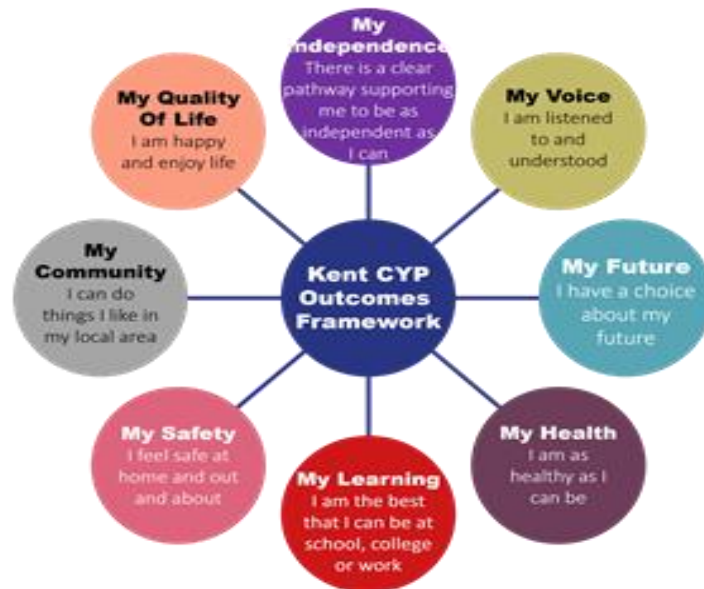 My
Independence
There is a clear
pathway supporting
me to be as
independent as
I can
My Voice
I am listened
to and
understood
My Future
I have a choice
about my
future
My Health
I am as
healthy as I
can be
My Learning
I am the best
that I can be at
school, college
or work
My Safety
I feel safe at
home and out
and about
My
Community
I can do
things I like in
my local area
My Quality
Of Life
I am happy
and enjoy life
Kent CYP
Outcomes
Framework